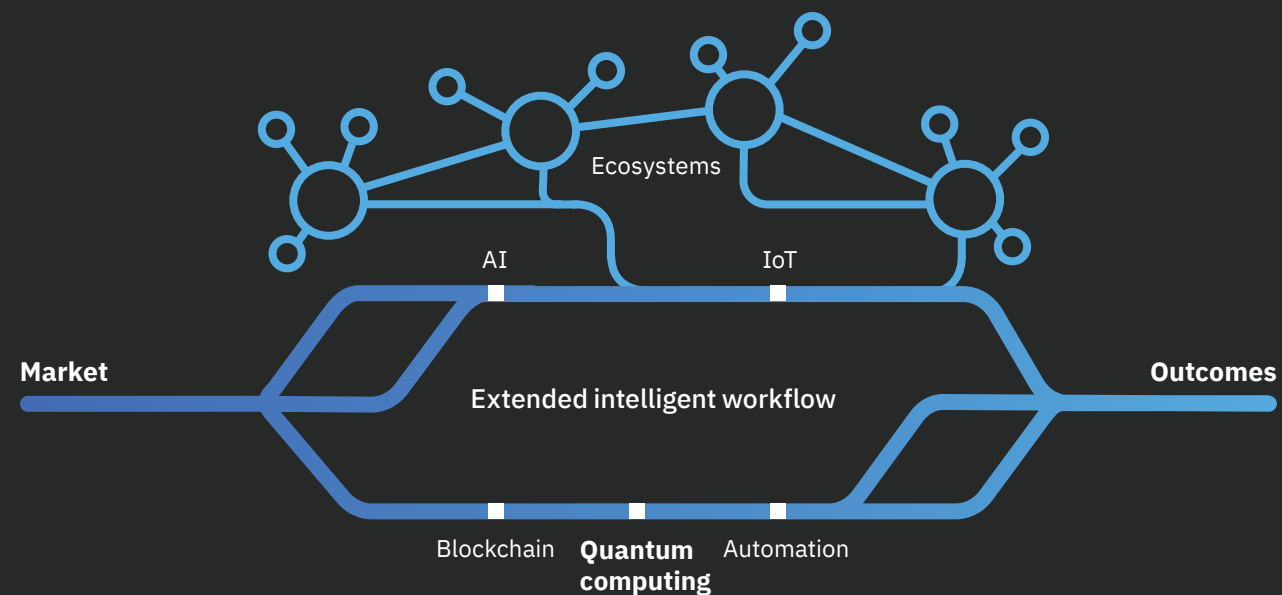 Ecosystems
AI
IoT
Market
Outcomes
Extended intelligent workflow
Blockchain
Quantum
computing
Automation